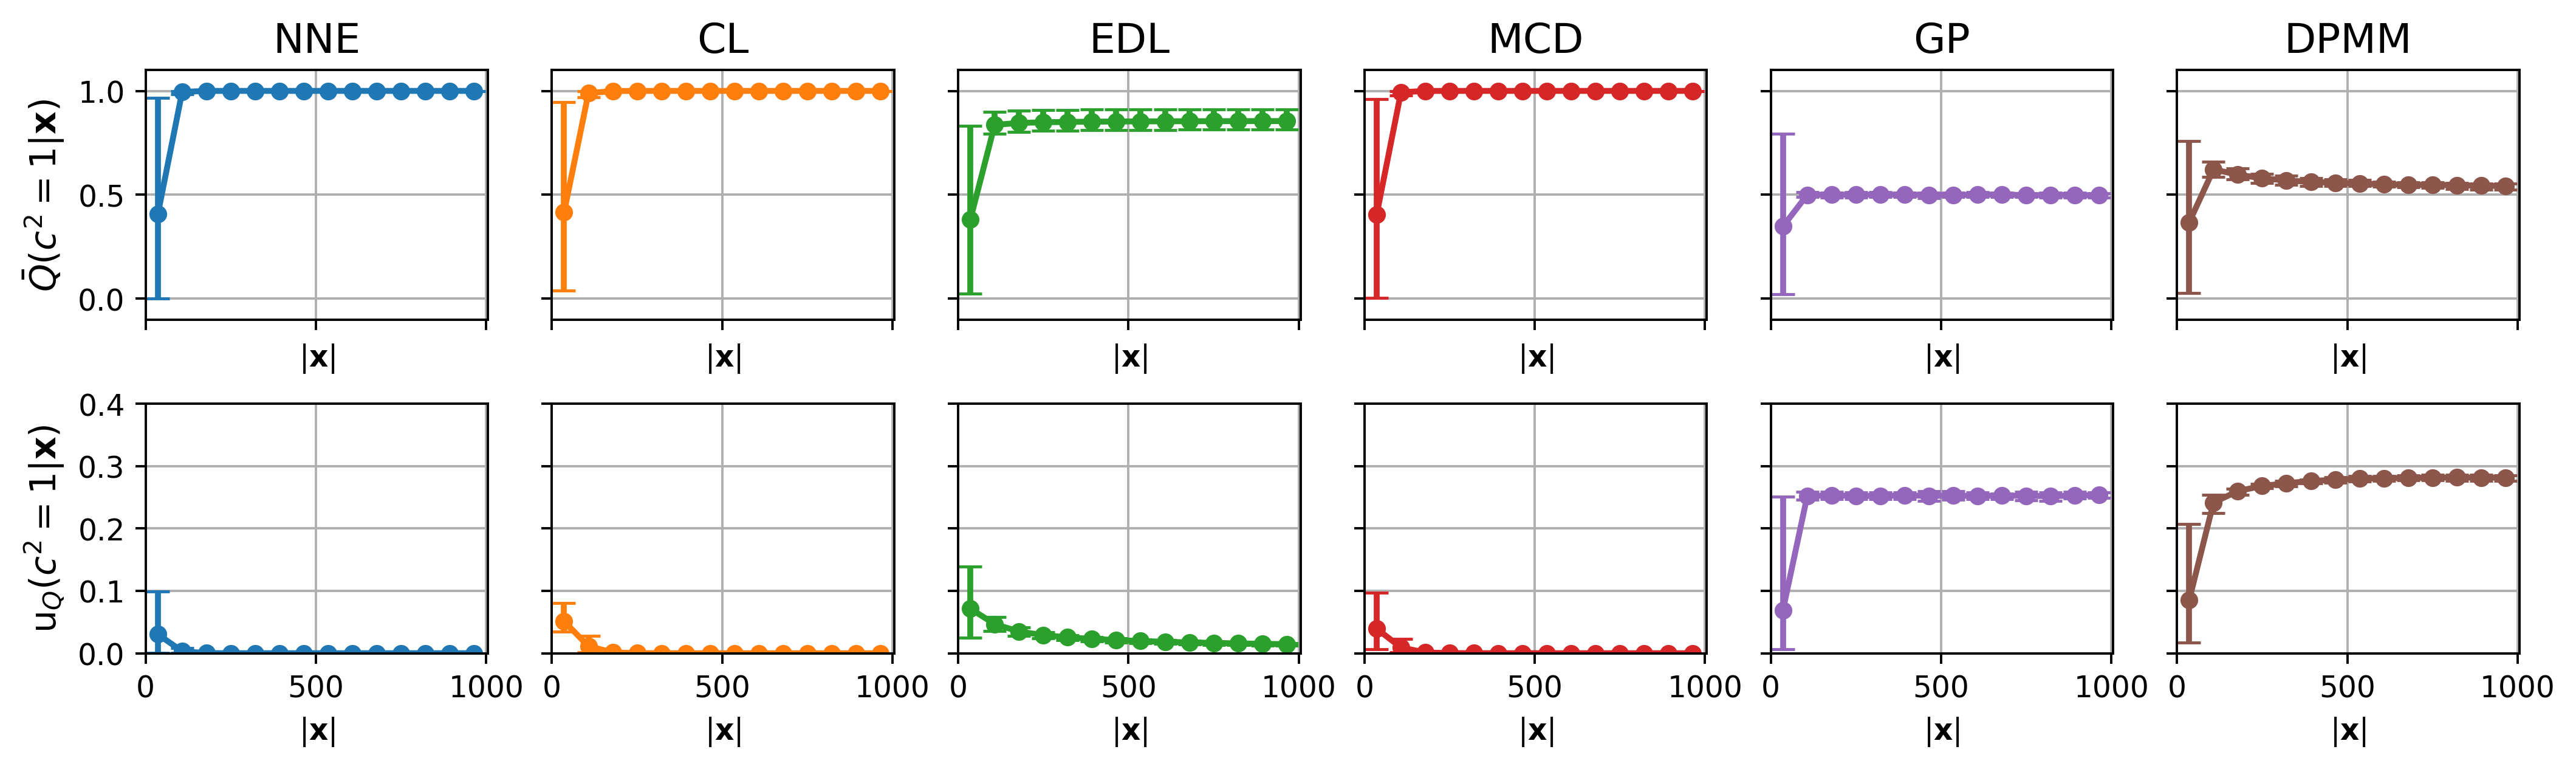 NNE CL EDL MCD GP DPMM
Q̄(c² = 1|x)
1.0
0.5
0.0
|x| |x| |x| |x| |x| |x|
u_Q(c² = 1|x)
0.4
0.3
0.2
0.1
0.0
0 500 1000 0 500 1000 0 500 1000 0 500 1000 0 500 1000 0 500 1000
|x| |x| |x| |x| |x| |x|